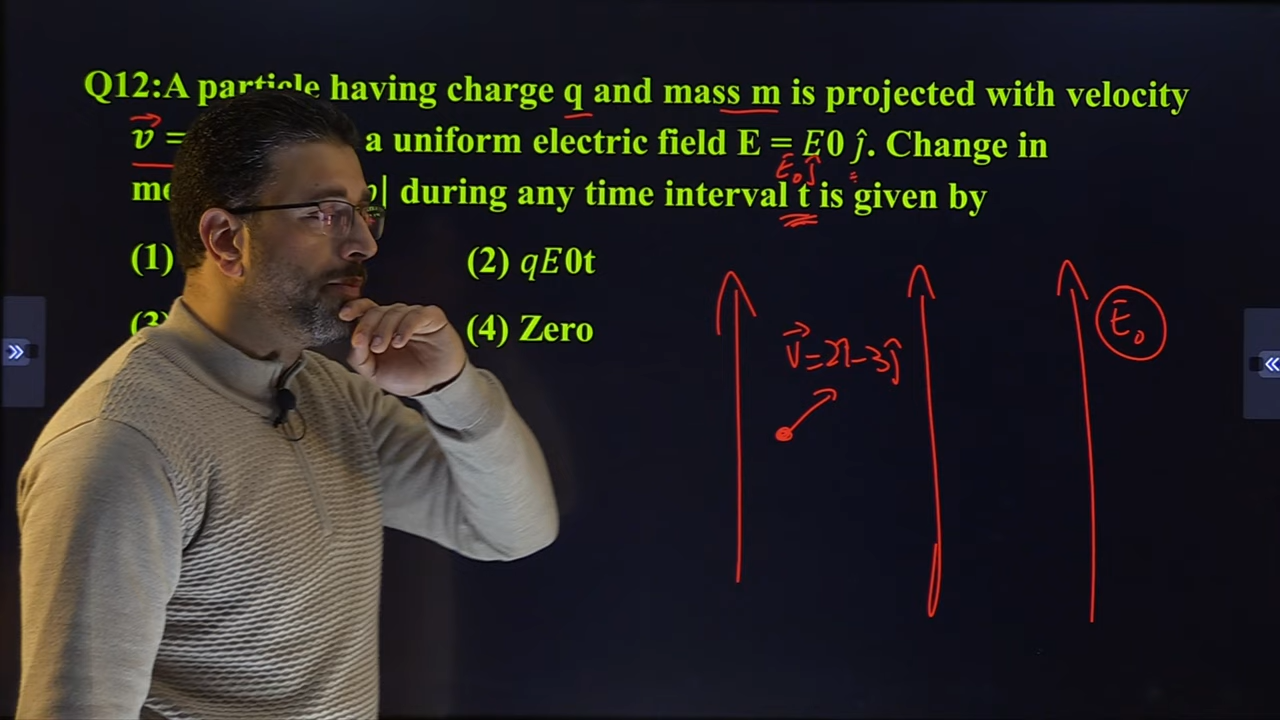 Q12:A particle having charge q and mass m is projected with velocity
v⃗ = a uniform electric field E = E0 ĵ. Change in
E₀ĵ
| during any time interval t is given by
(1) (2) qE0t
(4) Zero
v⃗=2î-3ĵ
E₀